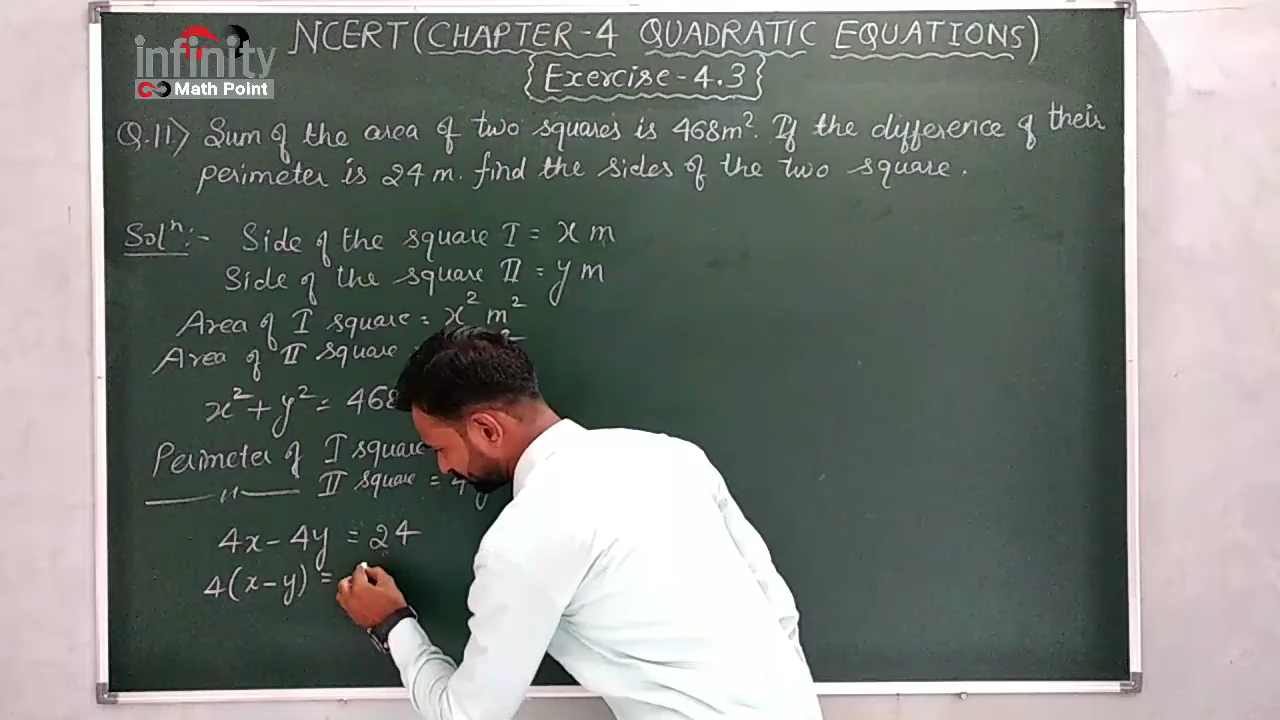 infinity
Math Point
NCERT (CHAPTER-4 QUADRATIC EQUATIONS)
{Exercise-4.3}
Q.11.> Sum of the area of two squares is 468m². If the difference of their
perimeter is 24 m. find the sides of the two square.
Solⁿ:- Side of the square I = x m
Side of the square II = y m
Area of I square = x² m²
Area of II square
x² + y² = 468
Perimeter of I square
—— 〃 —— II square = 4y
4x - 4y = 24
4(x-y) =